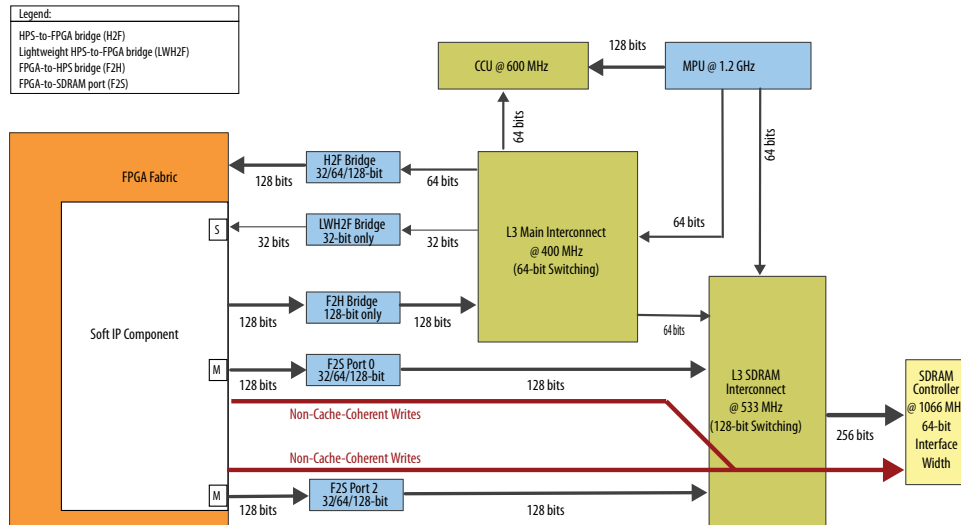 Legend:
HPS-to-FPGA bridge (H2F)
Lightweight HPS-to-FPGA bridge (LWH2F)
FPGA-to-HPS bridge (F2H)
FPGA-to-SDRAM port (F2S)
128 bits
CCU @ 600 MHz
MPU @ 1.2 GHz
64 bits
64 bits
FPGA Fabric
H2F Bridge
32/64/128-bit
128 bits
64 bits
S
LWH2F Bridge
32-bit only
32 bits
32 bits
L3 Main Interconnect
@ 400 MHz
(64-bit Switching)
64 bits
F2H Bridge
128-bit only
128 bits
128 bits
64 bits
Soft IP Component
M
F2S Port 0
32/64/128-bit
128 bits
128 bits
L3 SDRAM
Interconnect
@ 533 MHz
(128-bit Switching)
SDRAM
Controller
@ 1066 MH
64-bit
Interface
Width
256 bits
Non-Cache-Coherent Writes
Non-Cache-Coherent Writes
M
F2S Port 2
32/64/128-bit
128 bits
128 bits